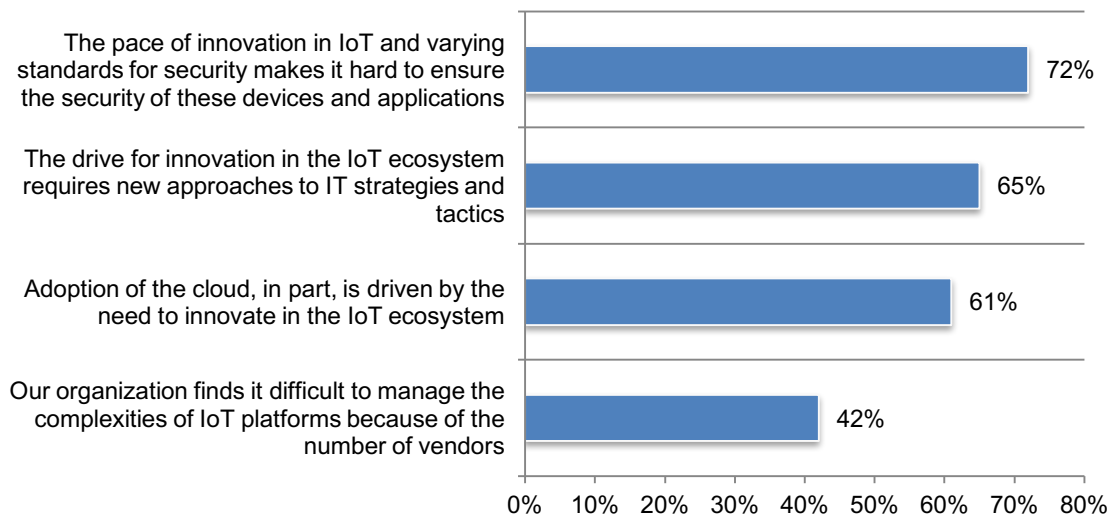 The pace of innovation in IoT and varying
standards for security makes it hard to ensure
the security of these devices and applications
72%
The drive for innovation in the IoT ecosystem
requires new approaches to IT strategies and
tactics
65%
Adoption of the cloud, in part, is driven by the
need to innovate in the IoT ecosystem
61%
Our organization finds it difficult to manage the
complexities of IoT platforms because of the
number of vendors
42%
0% 10% 20% 30% 40% 50% 60% 70% 80%